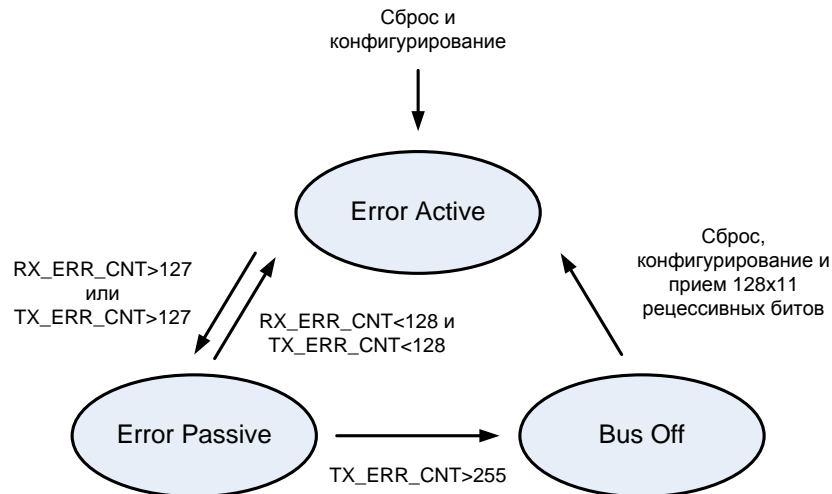 Сброс и
конфигурирование
Error Active
Сброс,
конфигурирование и
прием 128x11
рецессивных битов
RX_ERR_CNT>127
или
TX_ERR_CNT>127
RX_ERR_CNT<128 и
TX_ERR_CNT<128
Error Passive
Bus Off
TX_ERR_CNT>255